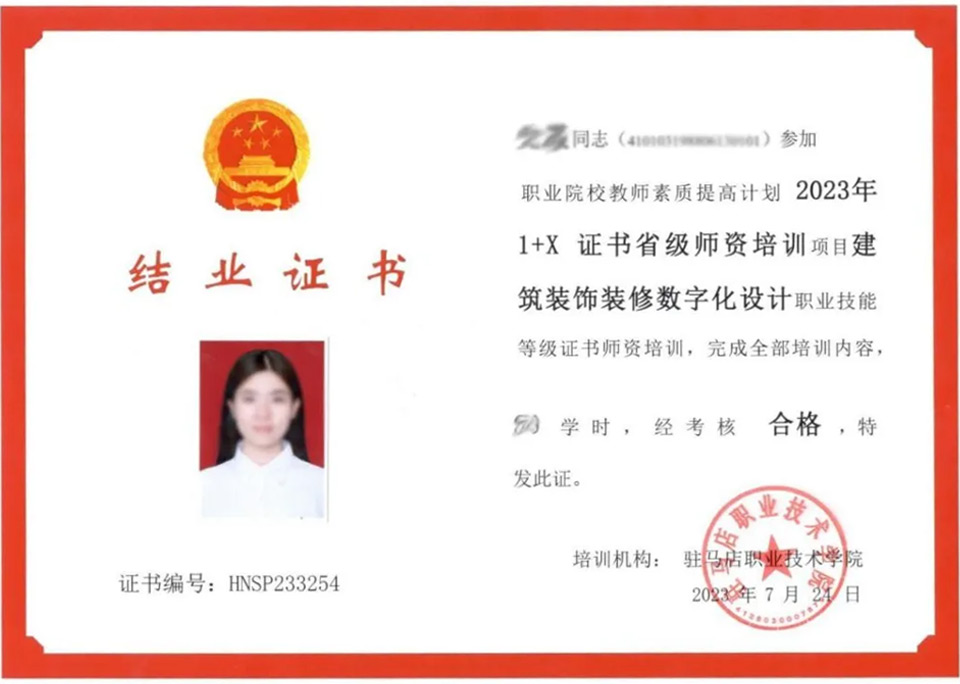 结业证书
证书编号：HNSP233254
同志（）参加
职业院校教师素质提高计划 2023年
1+X 证书省级师资培训项目建
筑装饰装修数字化设计职业技能
等级证书师资培训，完成全部培训内容，
学时，经考核 合格，特
发此证。
培训机构： 驻马店职业技术学院
2023 年 7 月 24 日
驻马店职业技术学院